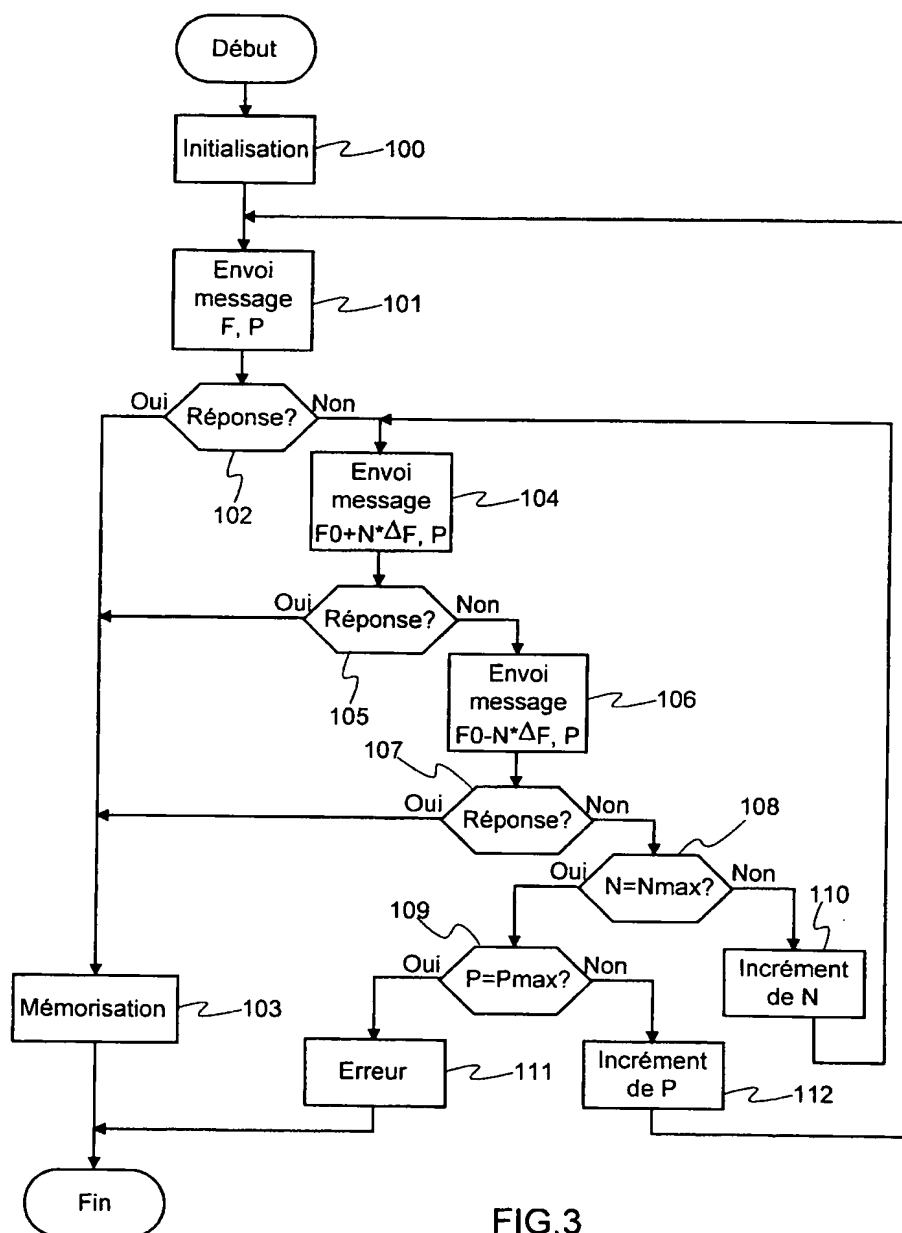 Début
Initialisation
100
Envoi
message
F, P
101
Oui
Réponse?
Non
102
Envoi
message
F0+N*ΔF, P
104
Oui
Réponse?
Non
105
Envoi
message
F0-N*ΔF, P
106
107
Oui
Réponse?
Non
108
Oui
N=Nmax?
Non
110
109
Oui
P=Pmax?
Non
Incrément
de N
Mémorisation
103
Erreur
111
Incrément
de P
112
Fin
FIG.3